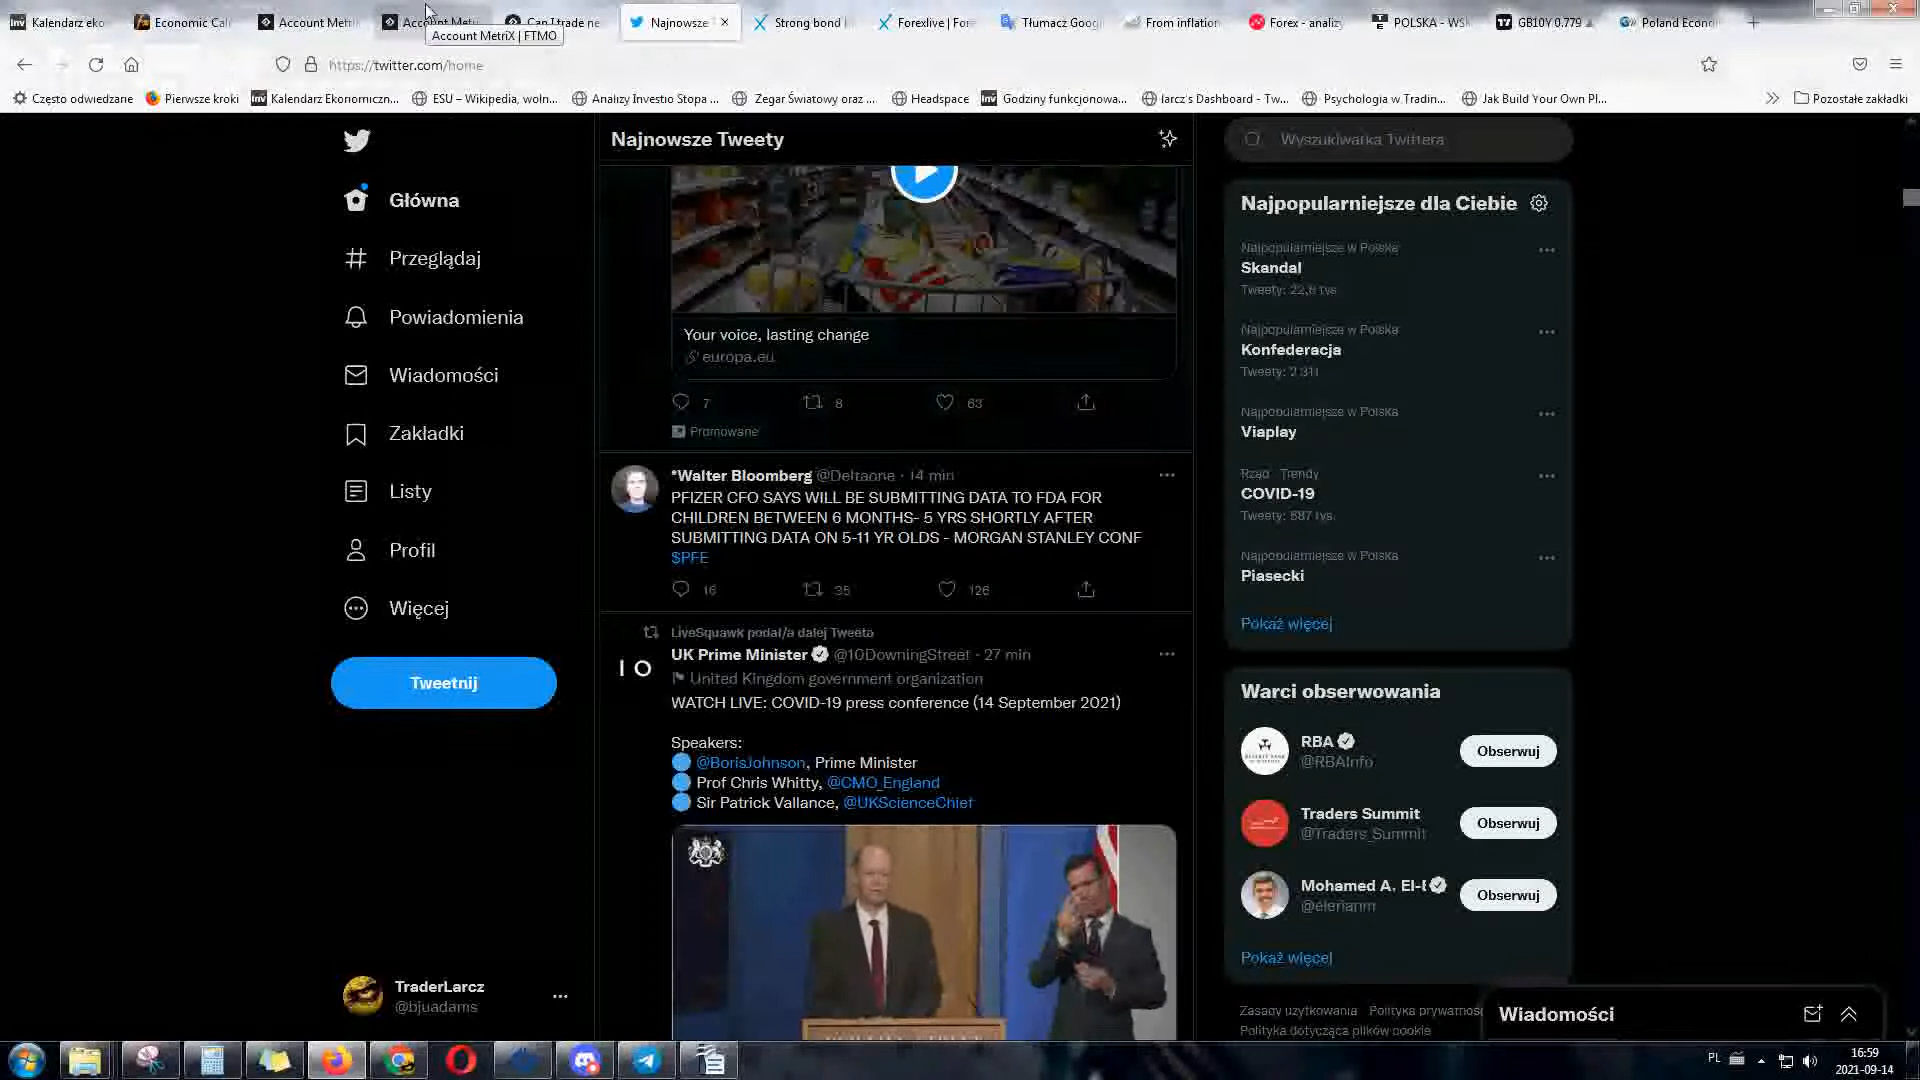 Kalendarz eko
Economic Cal
Account Metri
Account Metri
Can I trade ne
Najnowsze
Strong bond
Forexlive | For
Tłumacz Goog
From inflation
Forex - analizy
POLSKA - WSK
GB10Y 0.779
Poland Econo
Account MetriX | FTMO
https://twitter.com/home
Często odwiedzane
Pierwsze kroki
Kalendarz Ekonomiczn...
ESU – Wikipedia, woln...
Analizy Investio Stopa ...
Zegar Światowy oraz ...
Headspace
Godziny funkcjonowa...
larcz's Dashboard - Tw...
Psychologia w Tradin...
Jak Build Your Own Pl...
Pozostałe zakładki
Główna
Przeglądaj
Powiadomienia
Wiadomości
Zakładki
Listy
Profil
Więcej
Tweetnij
TraderLarcz
@bjuadams
Najnowsze Tweety
Your voice, lasting change
europa.eu
7 8 63
Promowane
*Walter Bloomberg @Deltaone · 14 min
PFIZER CFO SAYS WILL BE SUBMITTING DATA TO FDA FOR
CHILDREN BETWEEN 6 MONTHS- 5 YRS SHORTLY AFTER
SUBMITTING DATA ON 5-11 YR OLDS - MORGAN STANLEY CONF
$PFE
16 35 126
LiveSquawk podał/a dalej Tweeta
UK Prime Minister @10DowningStreet · 27 min
United Kingdom government organization
WATCH LIVE: COVID-19 press conference (14 September 2021)
Speakers:
@BorisJohnson, Prime Minister
Prof Chris Whitty, @CMO_England
Sir Patrick Vallance, @UKScienceChief
10
Wyszukiwarka Twittera
Najpopularniejsze dla Ciebie
Najpopularniejsze w Polska
Skandal
Tweety: 22,6 tys.
Najpopularniejsze w Polska
Konfederacja
Tweety: 2 311
Najpopularniejsze w Polska
Viaplay
Rząd · Trendy
COVID-19
Tweety: 587 tys.
Najpopularniejsze w Polska
Piasecki
Pokaż więcej
Warci obserwowania
RBA
@RBAInfo
Obserwuj
Traders Summit
@Traders_Summit
Obserwuj
Mohamed A. El-E
@elerianm
Obserwuj
Pokaż więcej
Zasady użytkowania Polityka prywatnoś
Polityka dotycząca plików cookie
Wiadomości
PL
16:59
2021-09-14